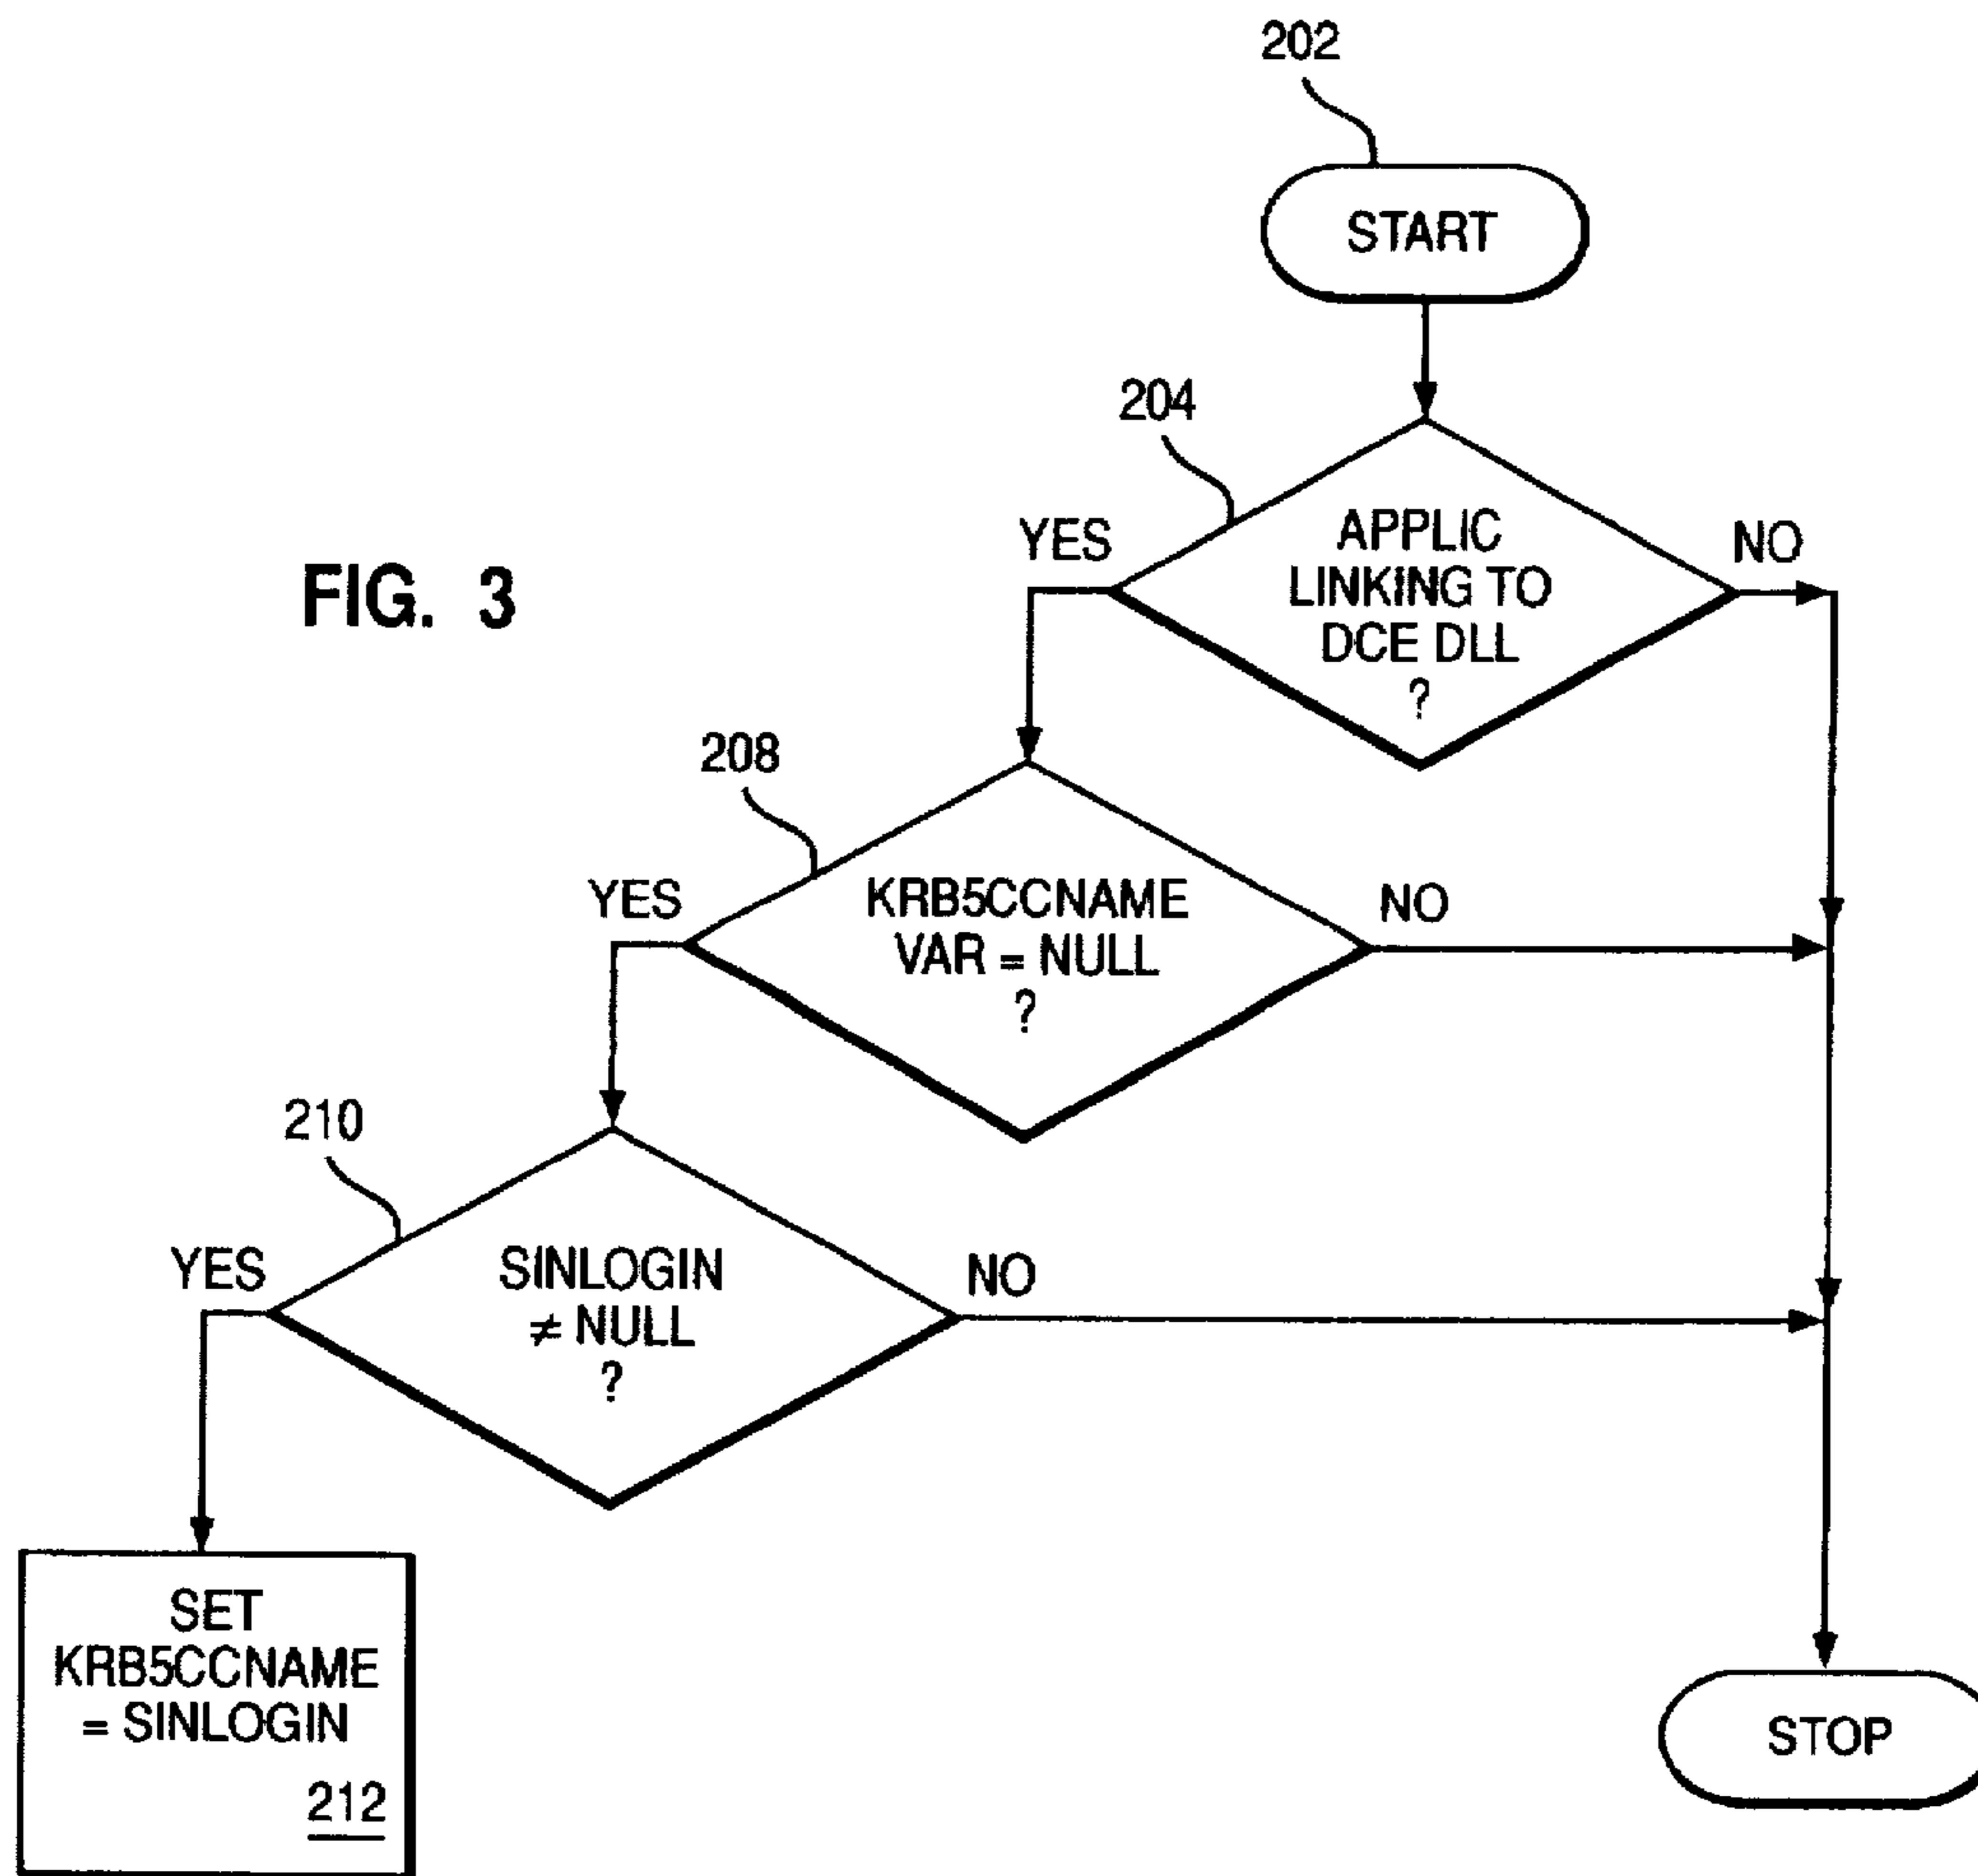 202
START
204
YES
APPLIC
LINKING TO
DCE DLL
?
NO
FIG. 3
208
YES
KRB5CCNAME
VAR = NULL
?
NO
210
YES
SINLOGIN
≠ NULL
?
NO
SET
KRB5CCNAME
= SINLOGIN
212
STOP